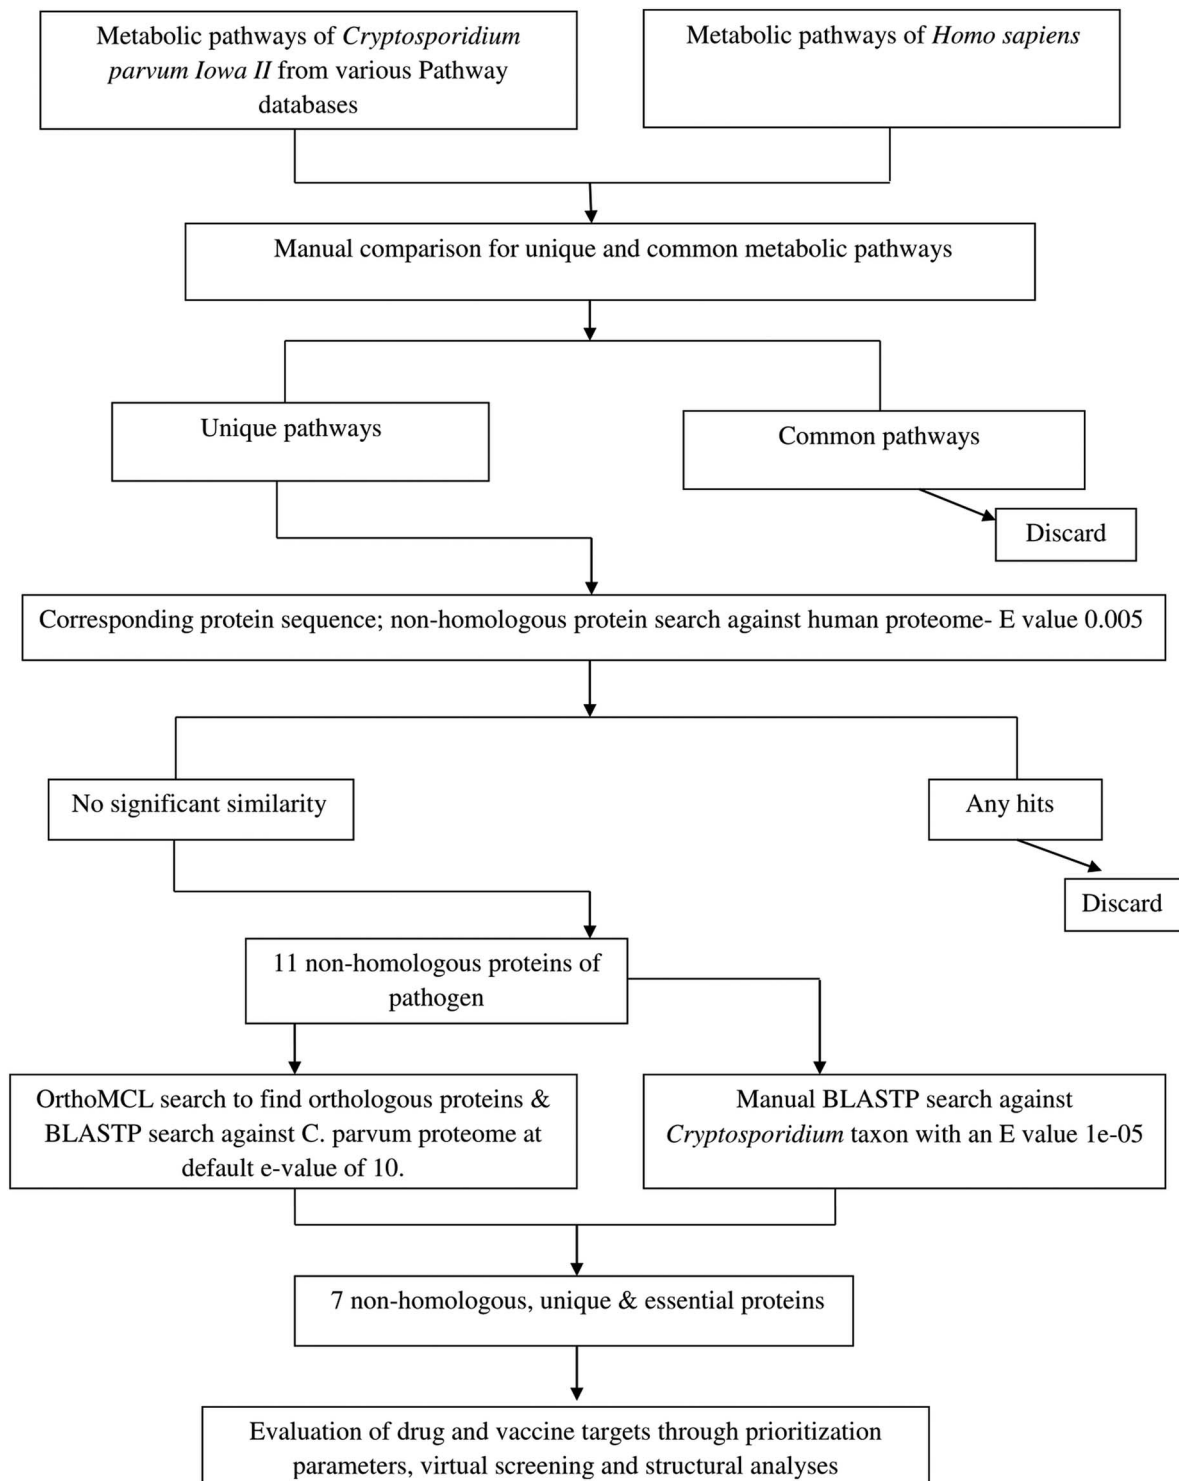 Metabolic pathways of Cryptosporidium
parvum Iowa II from various Pathway
databases
Metabolic pathways of Homo sapiens
Manual comparison for unique and common metabolic pathways
Unique pathways
Common pathways
Discard
Corresponding protein sequence; non-homologous protein search against human proteome- E value 0.005
No significant similarity
Any hits
Discard
11 non-homologous proteins of
pathogen
OrthoMCL search to find orthologous proteins &
BLASTP search against C. parvum proteome at
default e-value of 10.
Manual BLASTP search against
Cryptosporidium taxon with an E value 1e-05
7 non-homologous, unique & essential proteins
Evaluation of drug and vaccine targets through prioritization
parameters, virtual screening and structural analyses